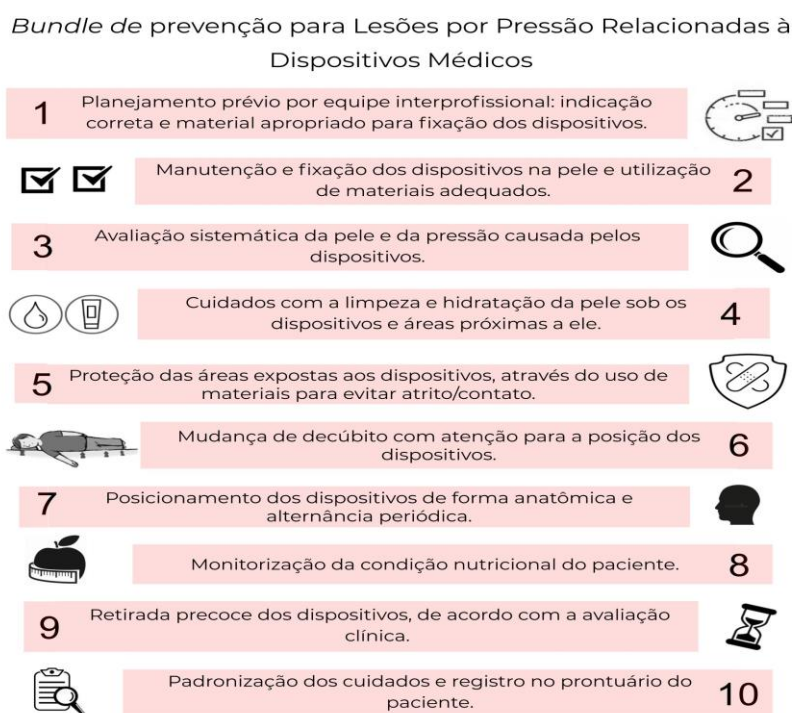 Bundle de prevenção para Lesões por Pressão Relacionadas à
Dispositivos Médicos
1
Planejamento prévio por equipe interprofissional: indicação
correta e material apropriado para fixação dos dispositivos.
Manutenção e fixação dos dispositivos na pele e utilização
de materiais adequados.
2
3
Avaliação sistemática da pele e da pressão causada pelos
dispositivos.
Cuidados com a limpeza e hidratação da pele sob os
dispositivos e áreas próximas a ele.
4
5
Proteção das áreas expostas aos dispositivos, através do uso de
materiais para evitar atrito/contato.
Mudança de decúbito com atenção para a posição dos
dispositivos.
6
7
Posicionamento dos dispositivos de forma anatômica e
alternância periódica.
Monitorização da condição nutricional do paciente.
8
9
Retirada precoce dos dispositivos, de acordo com a avaliação
clínica.
Padronização dos cuidados e registro no prontuário do
paciente.
10